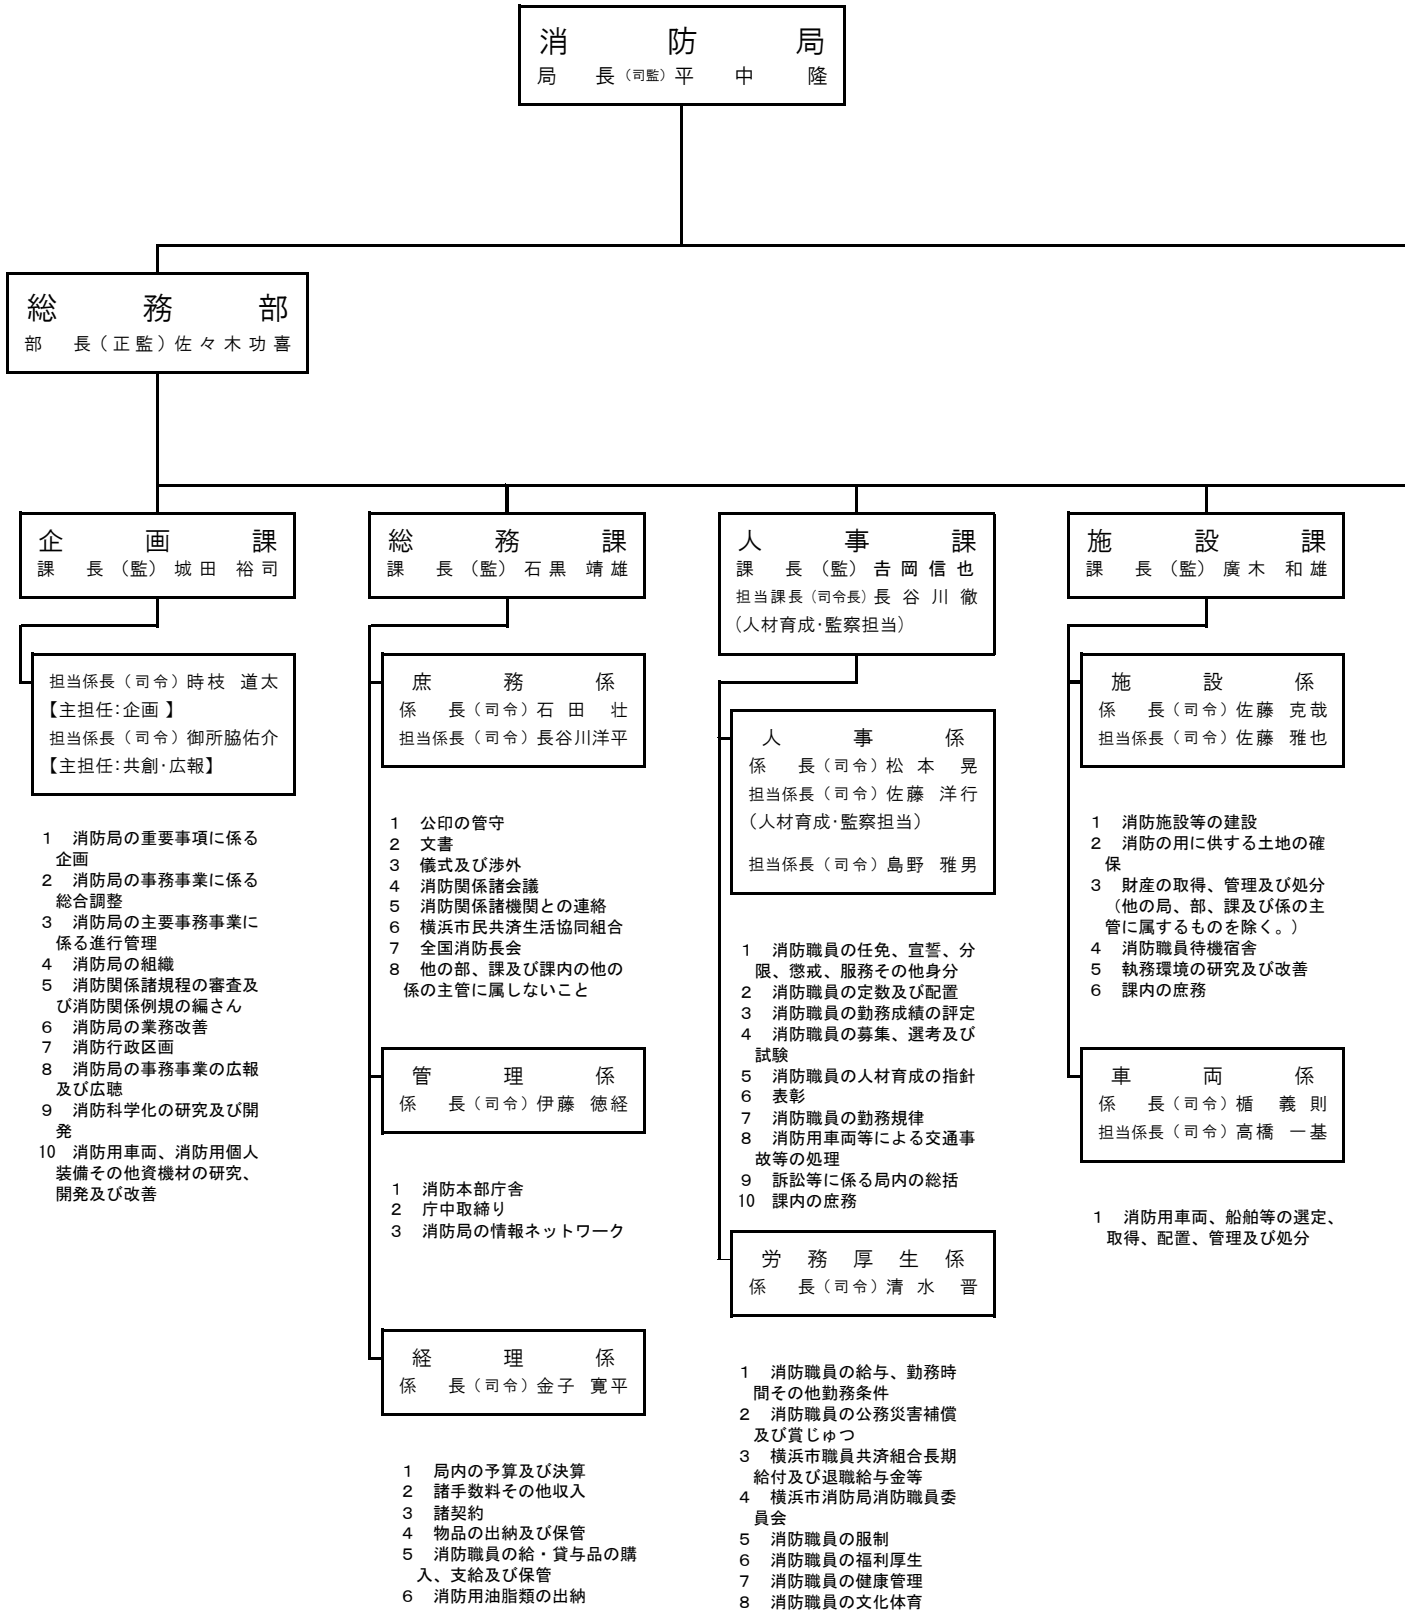 消防局
局長（司監）平中隆
総務部
部長（正監）佐々木功喜
企画課
課長（監）城田裕司
担当係長（司令）時枝道太
【主担任：企画】
担当係長（司令）御所脇佑介
【主担任：共創・広報】
1 消防局の重要事項に係る
企画
2 消防局の事務事業に係る
総合調整
3 消防局の主要事務事業に
係る進行管理
4 消防局の組織
5 消防関係諸規程の審査及
び消防関係例規の編さん
6 消防局の業務改善
7 消防行政区画
8 消防局の事務事業の広報
及び広聴
9 消防科学化の研究及び開
発
10 消防用車両、消防用個人
装備その他資機材の研究、
開発及び改善
総務課
課長（監）石黒靖雄
庶務係
係長（司令）石田壮
担当係長（司令）長谷川洋平
1 公印の管守
2 文書
3 儀式及び渉外
4 消防関係諸会議
5 消防関係諸機関との連絡
6 横浜市民共済生活協同組合
7 全国消防長会
8 他の部、課及び課内の他の
係の主管に属しないこと
管理係
係長（司令）伊藤徳経
1 消防本部庁舎
2 庁中取締り
3 消防局の情報ネットワーク
経理係
係長（司令）金子寛平
1 局内の予算及び決算
2 諸手数料その他収入
3 諸契約
4 物品の出納及び保管
5 消防職員の給・貸与品の購
入、支給及び保管
6 消防用油脂類の出納
人事課
課長（監）𠮷岡信也
担当課長（司令長）長谷川徹
（人材育成・監察担当）
人事係
係長（司令）松本晃
担当係長（司令）佐藤洋行
（人材育成・監察担当）
担当係長（司令）島野雅男
1 消防職員の任免、宣誓、分
限、懲戒、服務その他身分
2 消防職員の定数及び配置
3 消防職員の勤務成績の評定
4 消防職員の募集、選考及び
試験
5 消防職員の人材育成の指針
6 表彰
7 消防職員の勤務規律
8 消防用車両等による交通事
故等の処理
9 訴訟等に係る局内の総括
10 課内の庶務
労務厚生係
係長（司令）清水晋
1 消防職員の給与、勤務時
間その他勤務条件
2 消防職員の公務災害補償
及び賞じゅつ
3 横浜市職員共済組合長期
給付及び退職給与金等
4 横浜市消防局消防職員委
員会
5 消防職員の服制
6 消防職員の福利厚生
7 消防職員の健康管理
8 消防職員の文化体育
施設課
課長（監）廣木和雄
施設係
係長（司令）佐藤克哉
担当係長（司令）佐藤雅也
1 消防施設等の建設
2 消防の用に供する土地の確
保
3 財産の取得、管理及び処分
（他の局、部、課及び係の主
管に属するものを除く。）
4 消防職員待機宿舎
5 執務環境の研究及び改善
6 課内の庶務
車両係
係長（司令）楯義則
担当係長（司令）高橋一基
1 消防用車両、船舶等の選定、
取得、配置、管理及び処分